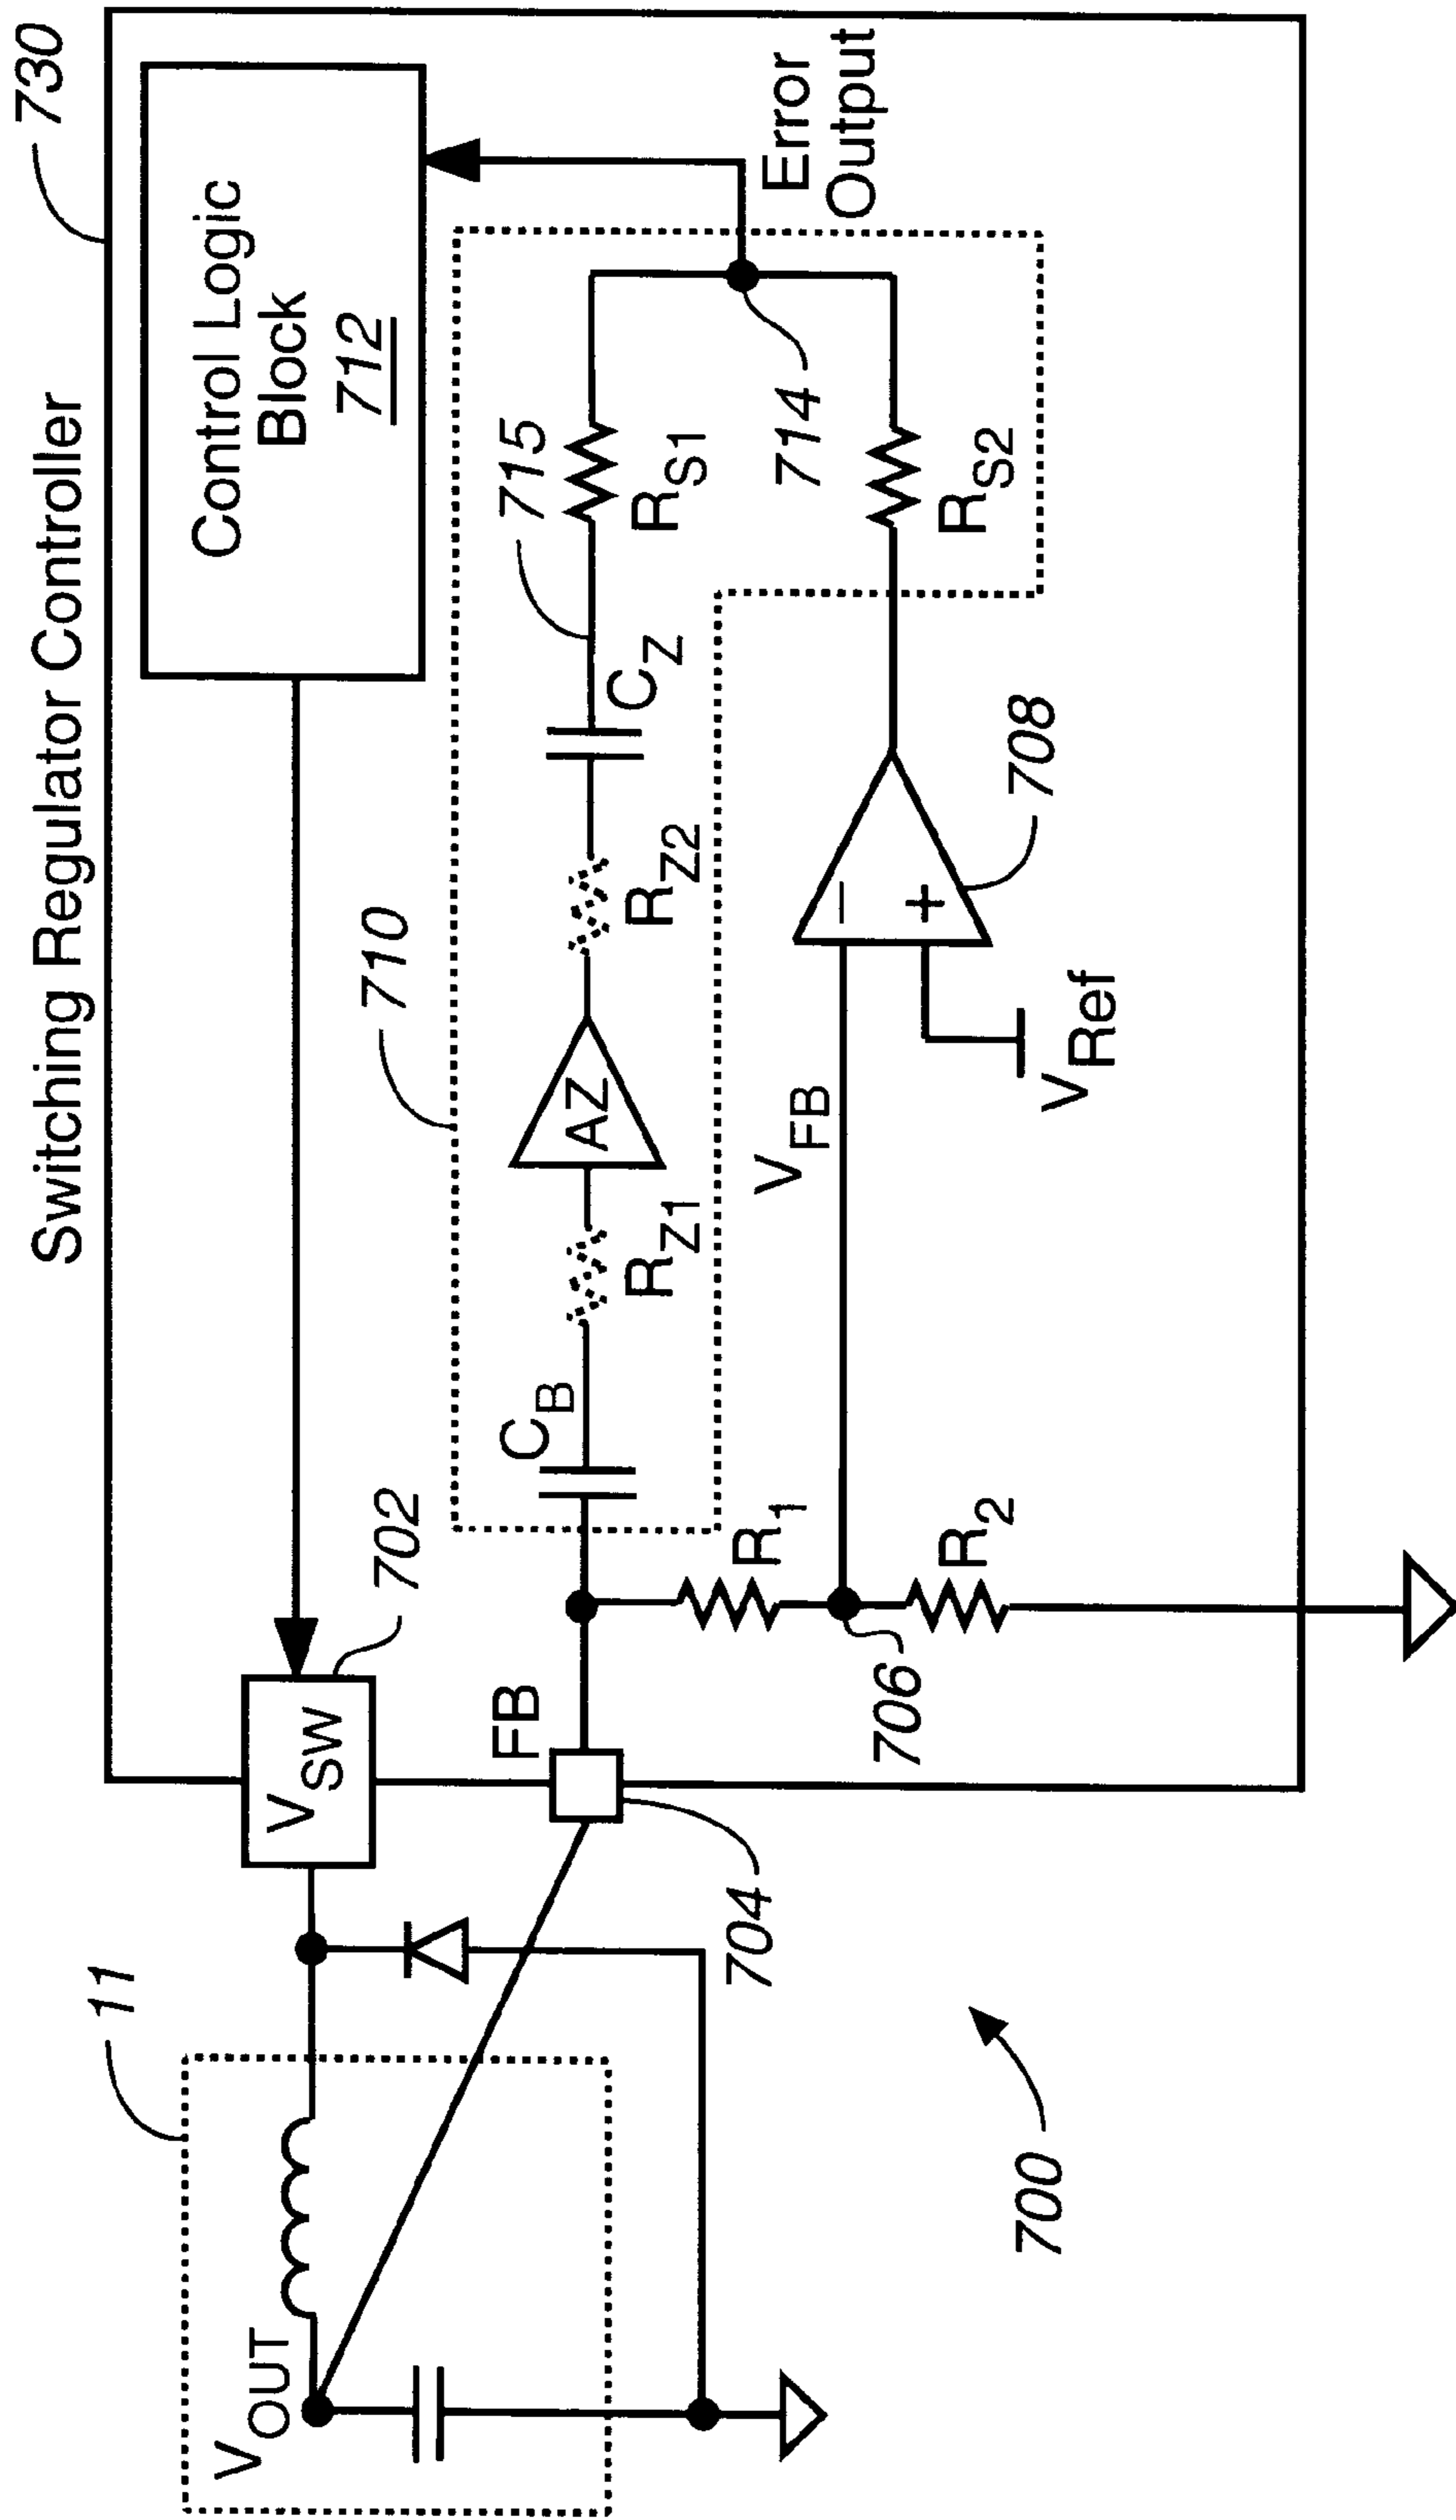 Switching Regulator Controller
730
Control Logic
Block
712
11
702
VSW
VOUT
710
715
CB
RZ1
AZ
RZ2
CZ
RS1
FB
704
R1
VFB
714
Error
Output
706
R2
VRef
−
+
708
RS2
700